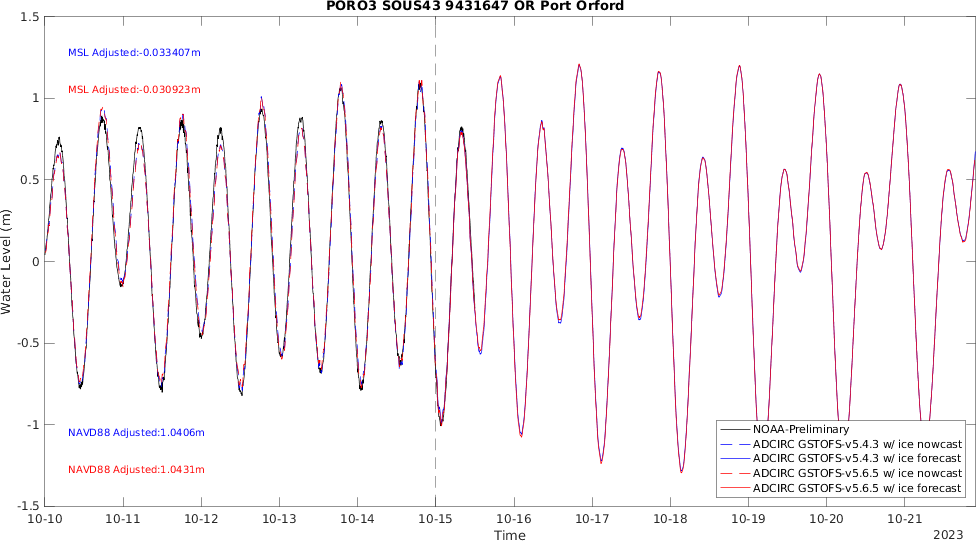 PORO3 SOUS43 9431647 OR Port Orford
1.5
MSL Adjusted:-0.033407m
MSL Adjusted:-0.030923m
1
0.5
0
-0.5
-1
-1.5
Water Level (m)
NAVD88 Adjusted:1.0406m
NAVD88 Adjusted:1.0431m
NOAA-Preliminary
ADCIRC GSTOFS-v5.4.3 w/ ice nowcast
ADCIRC GSTOFS-v5.4.3 w/ ice forecast
ADCIRC GSTOFS-v5.6.5 w/ ice nowcast
ADCIRC GSTOFS-v5.6.5 w/ ice forecast
10-10 10-11 10-12 10-13 10-14 10-15 10-16 10-17 10-18 10-19 10-20 10-21
Time
2023